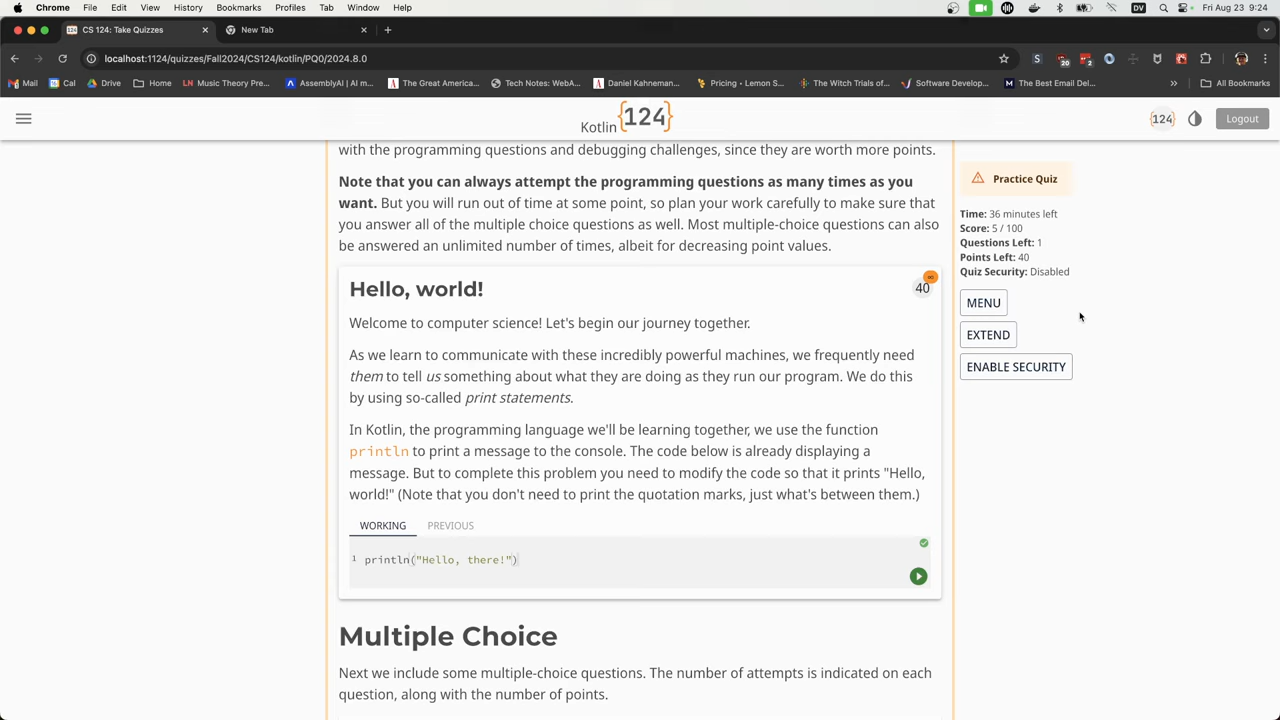 Chrome File Edit View History Bookmarks Profiles Tab Window Help DV Fri Aug 23 9:24
CS 124: Take Quizzes New Tab
localhost:1124/quizzes/Fall2024/CS124/kotlin/PQ0/2024.8.0 20 2
Mail Cal Drive Home Music Theory Pre... AssemblyAI | AI m... The Great America... Tech Notes: WebA... Daniel Kahneman... Pricing • Lemon S... The Witch Trials of... Software Develop... The Best Email Del... » All Bookmarks
Kotlin {124} {124} Logout
with the programming questions and debugging challenges, since they are worth more points.
Note that you can always attempt the programming questions as many times as you
want. But you will run out of time at some point, so plan your work carefully to make sure that
you answer all of the multiple choice questions as well. Most multiple-choice questions can also
be answered an unlimited number of times, albeit for decreasing point values.
Practice Quiz
Time: 36 minutes left
Score: 5 / 100
Questions Left: 1
Points Left: 40
Quiz Security: Disabled
MENU
EXTEND
ENABLE SECURITY
Hello, world! 40 ∞
Welcome to computer science! Let's begin our journey together.
As we learn to communicate with these incredibly powerful machines, we frequently need
them to tell us something about what they are doing as they run our program. We do this
by using so-called print statements.
In Kotlin, the programming language we'll be learning together, we use the function
println to print a message to the console. The code below is already displaying a
message. But to complete this problem you need to modify the code so that it prints "Hello,
world!" (Note that you don't need to print the quotation marks, just what's between them.)
WORKING PREVIOUS
1 println("Hello, there!")
Multiple Choice
Next we include some multiple-choice questions. The number of attempts is indicated on each
question, along with the number of points.